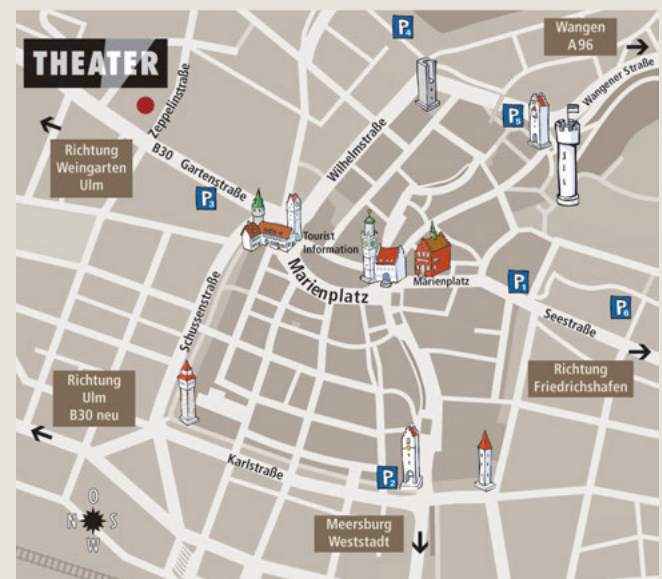 THEATER
Zeppelinstraße
B30 Gartenstraße
Richtung
Weingarten
Ulm
P3
P4
Wilhelmstraße
Wangen
A 96
Wangener Straße
P5
Tourist
Information
Marienplatz
Marienplatz
P1
P6
Seestraße
Richtung
Friedrichshafen
Schussenstraße
Richtung
Ulm
B30 neu
Karlstraße
P2
Meersburg
Weststadt
O
N S
W